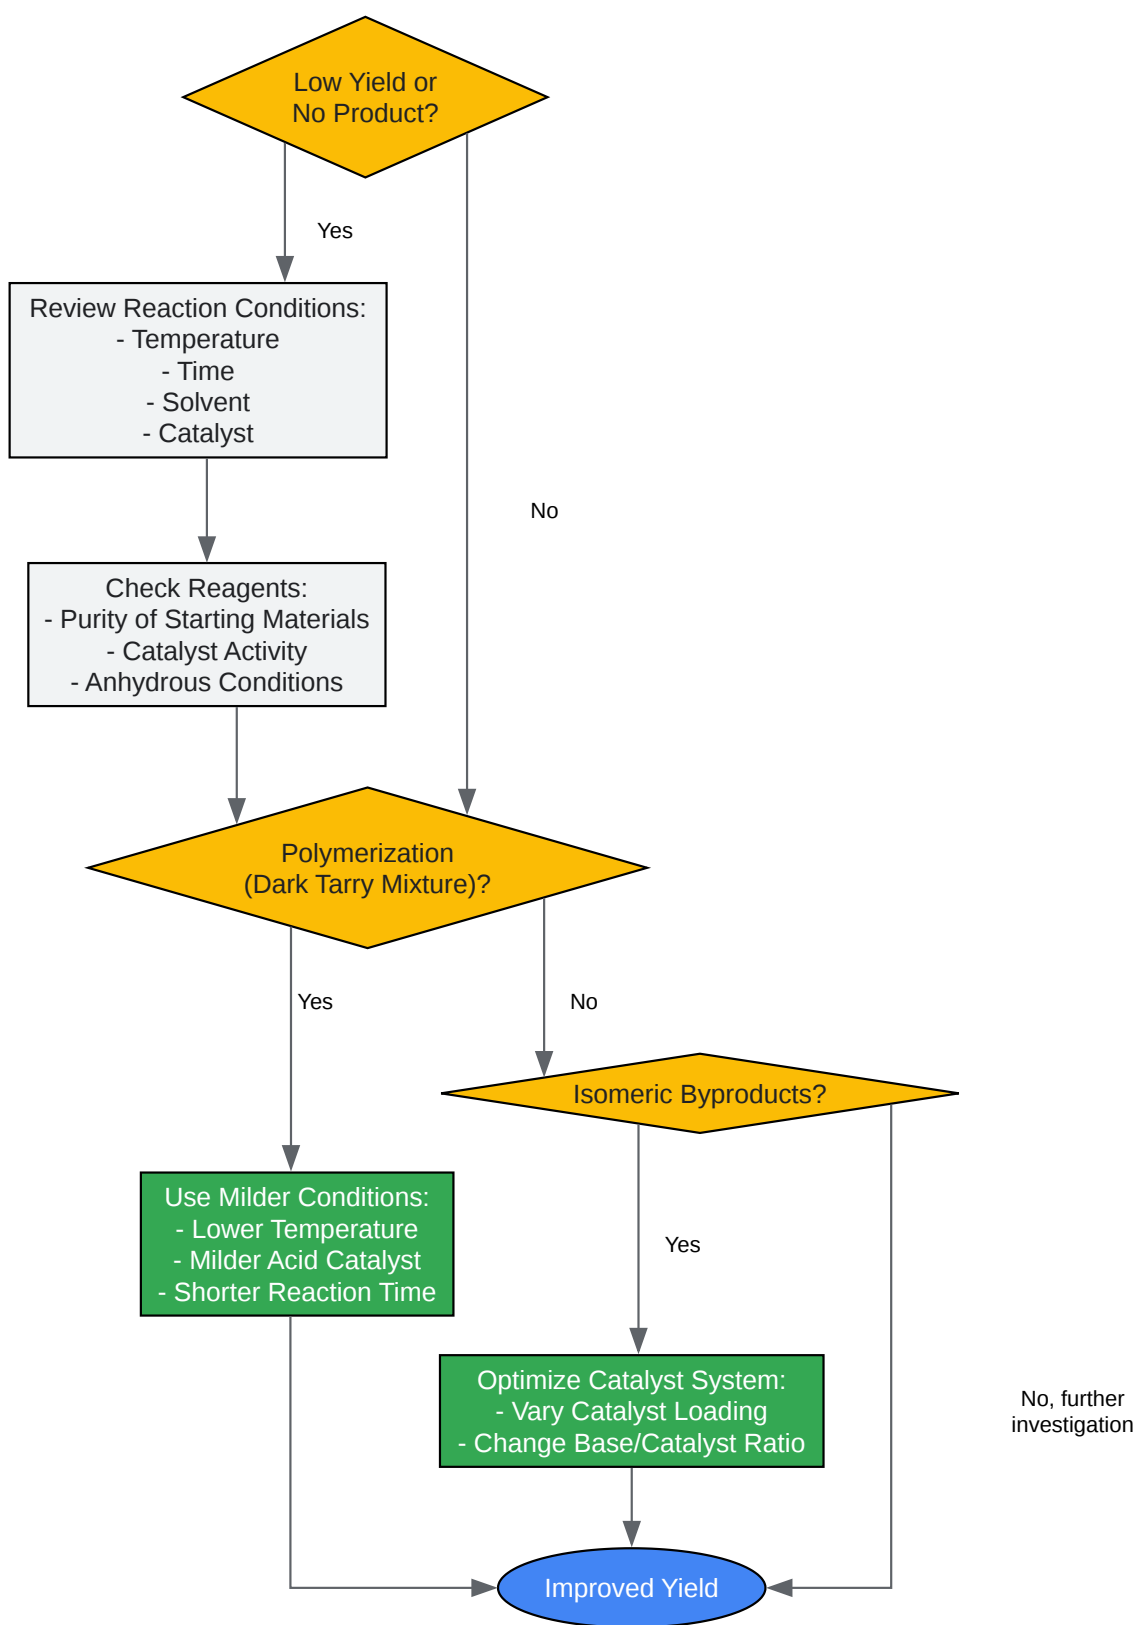 Low Yield or
No Product?
Yes
Review Reaction Conditions:
- Temperature
- Time
- Solvent
- Catalyst
No
Check Reagents:
- Purity of Starting Materials
- Catalyst Activity
- Anhydrous Conditions
Polymerization
(Dark Tarry Mixture)?
Yes
No
Isomeric Byproducts?
Use Milder Conditions:
- Lower Temperature
- Milder Acid Catalyst
- Shorter Reaction Time
Yes
Optimize Catalyst System:
- Vary Catalyst Loading
- Change Base/Catalyst Ratio
No, further
investigation
Improved Yield